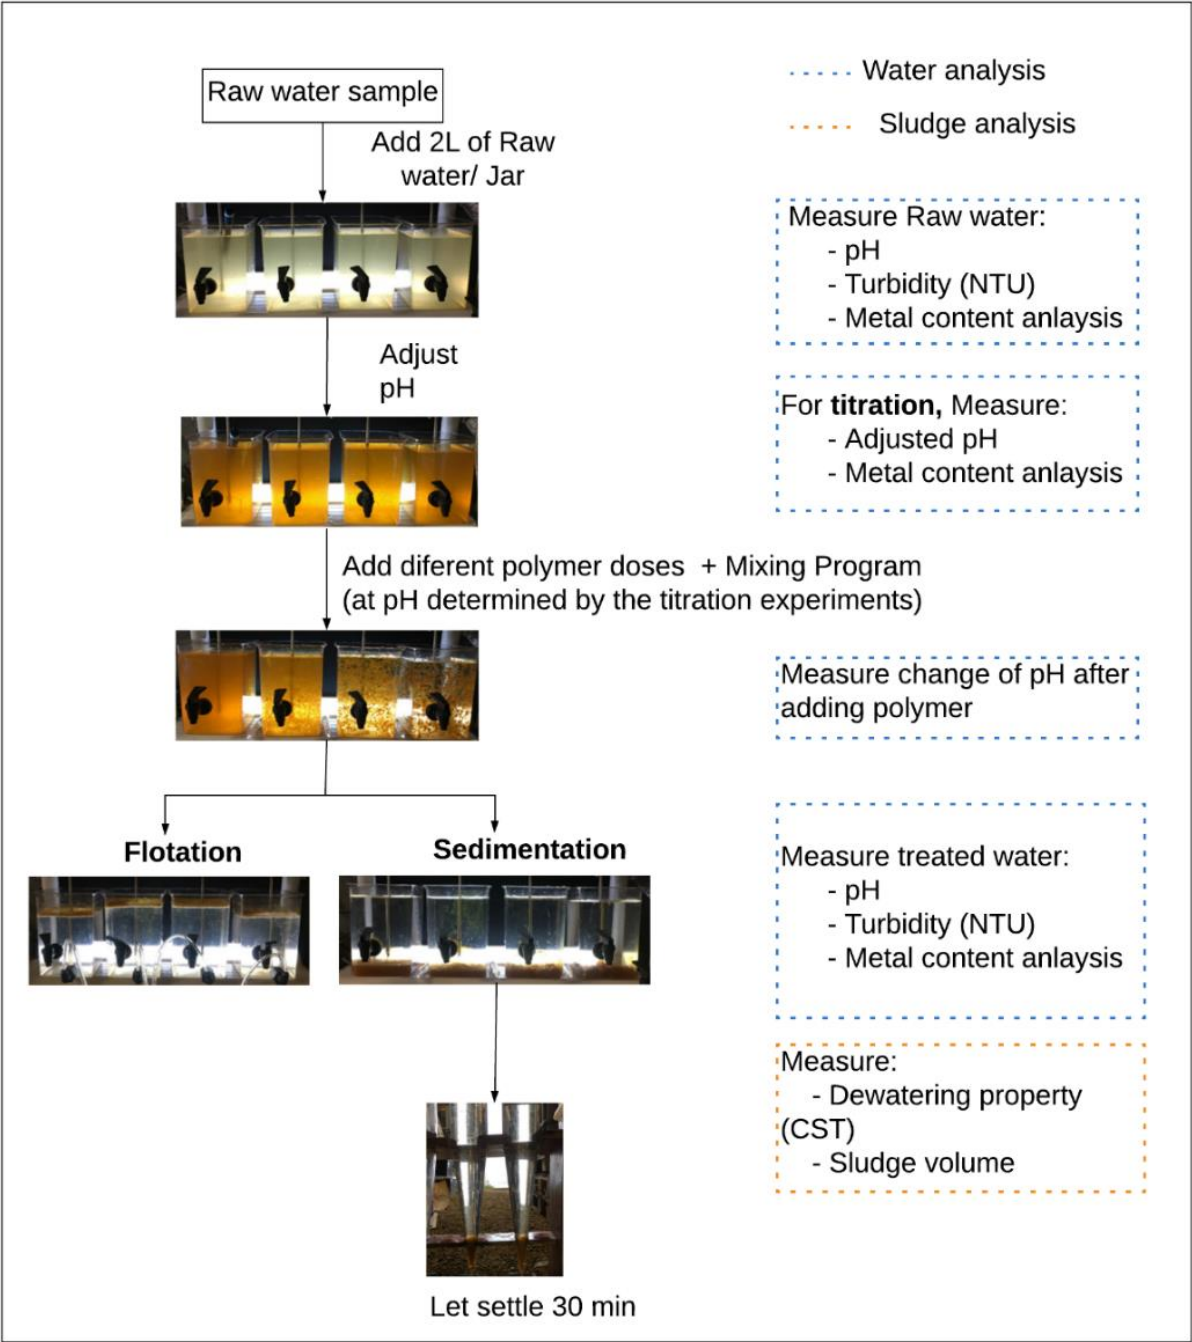 Raw water sample
Add 2L of Raw
water/ Jar
Adjust
pH
Add diferent polymer doses + Mixing Program
(at pH determined by the titration experiments)
Flotation
Sedimentation
Let settle 30 min
Water analysis
Sludge analysis
Measure Raw water:
- pH
- Turbidity (NTU)
- Metal content anlaysis
For titration, Measure:
- Adjusted pH
- Metal content anlaysis
Measure change of pH after
adding polymer
Measure treated water:
- pH
- Turbidity (NTU)
- Metal content anlaysis
Measure:
- Dewatering property
(CST)
- Sludge volume